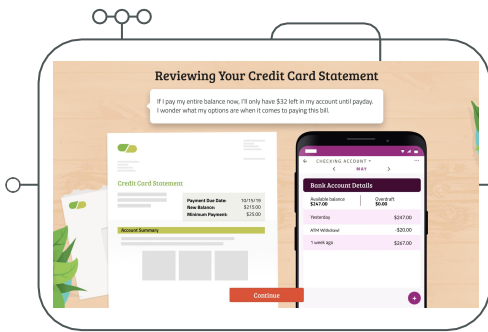 Reviewing Your Credit Card Statement
If I pay my entire balance now, I'll only have $32 left in my account until payday.
I wonder what my options are when it comes to paying this bill.
Credit Card Statement
Payment Due Date: 10/15/19
New Balance: $215.00
Minimum Payment: $25.00
Account Summary
CHECKING ACCOUNT
MAY
Bank Account Details
Available balance Overdraft
$247.00 $0.00
Yesterday $247.00
ATM Withdrawl -$20.00
1 week ago $267.00
Continue